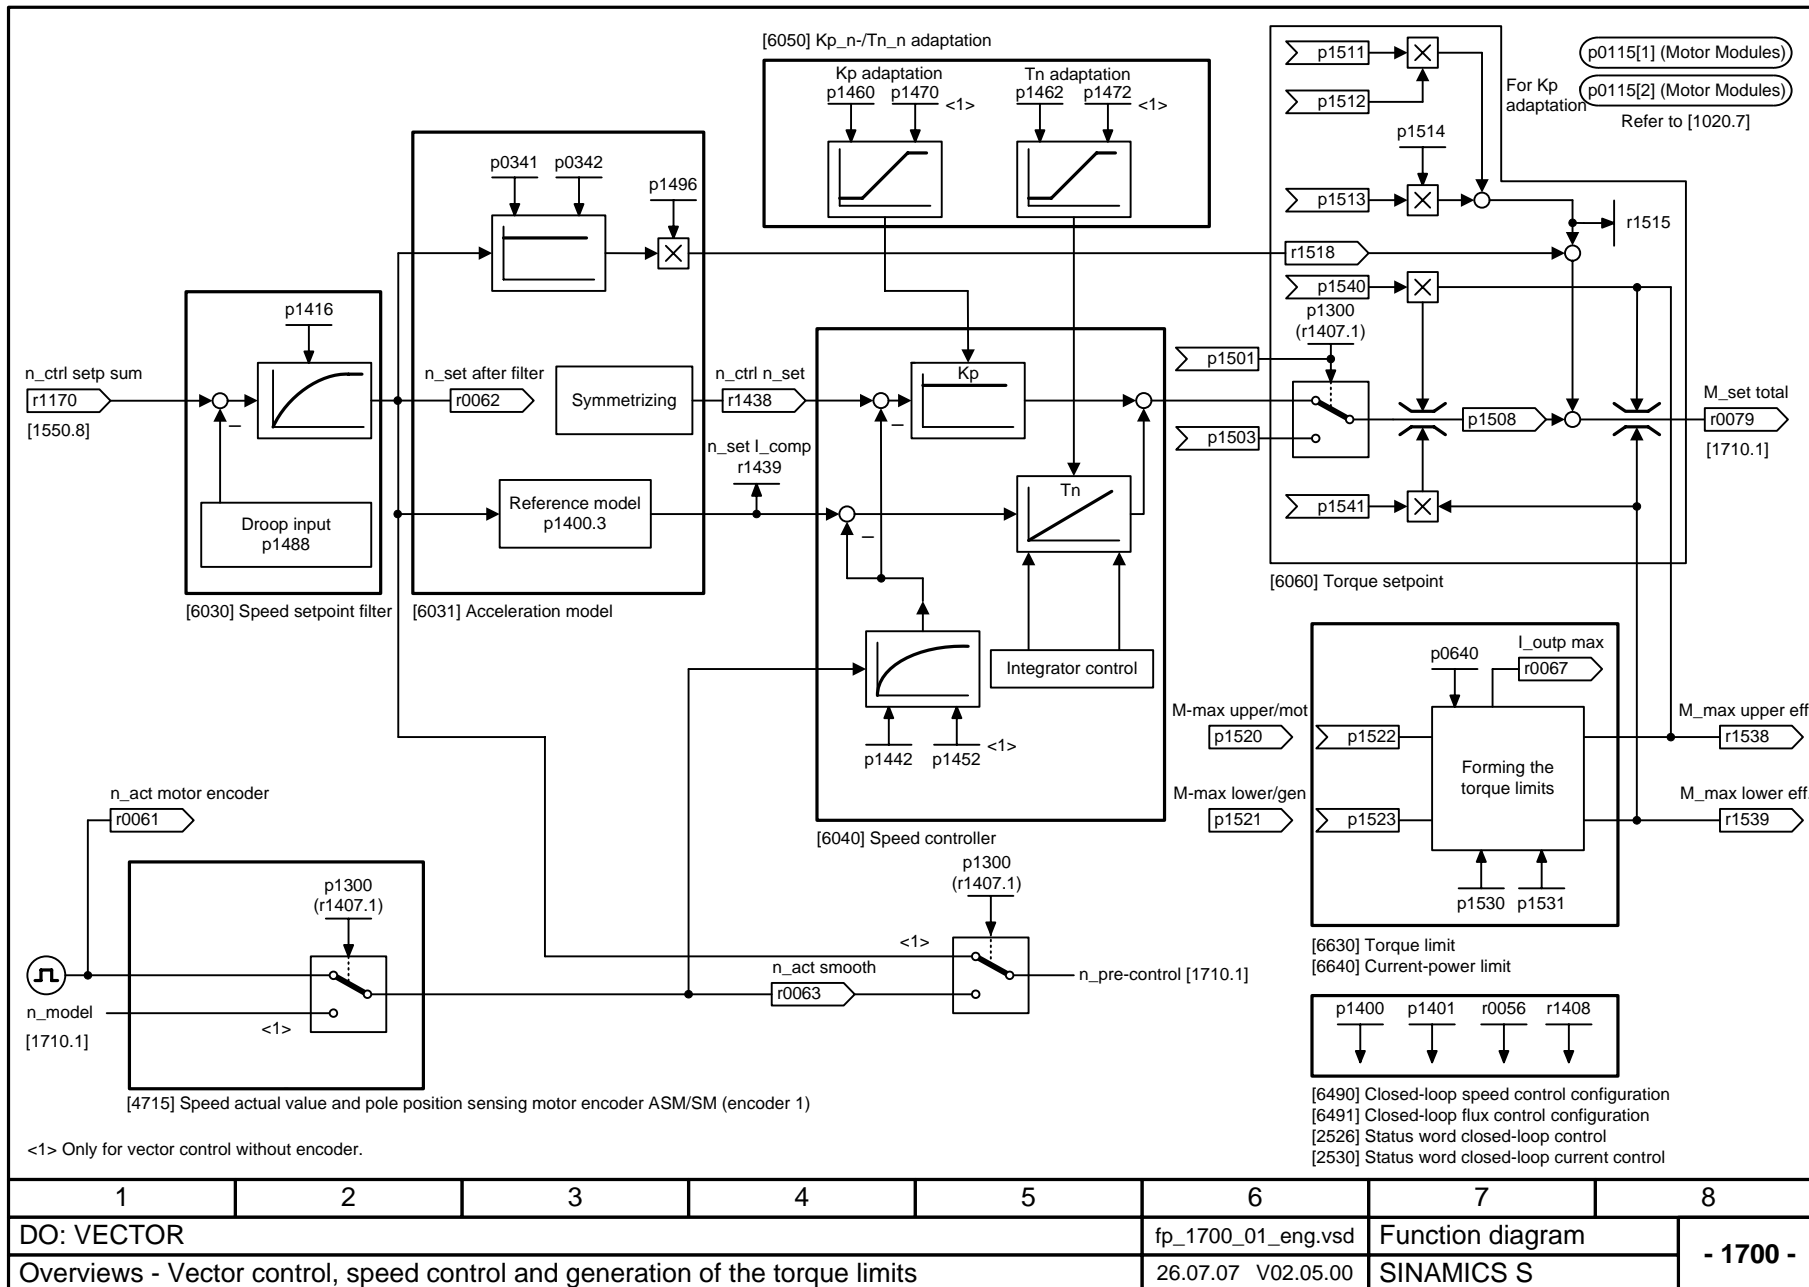 [6050] Kp_n-/Tn_n adaptation
Kp adaptation
p1460 p1470 <1>
Tn adaptation
p1462 p1472 <1>
p1511
p1512
For Kp
adaptation
p0115[1] (Motor Modules)
p0115[2] (Motor Modules)
Refer to [1020.7]
p1514
p1513
r1515
r1518
p0341 p0342
p1496
p1540
p1300
(r1407.1)
p1501
p1503
p1508
M_set total
r0079
[1710.1]
p1541
[6060] Torque setpoint
n_ctrl setp sum
r1170
[1550.8]
p1416
–
Droop input
p1488
[6030] Speed setpoint filter
n_set after filter
r0062
Symmetrizing
Reference model
p1400.3
[6031] Acceleration model
n_ctrl n_set
r1438
n_set I_comp
r1439
Kp
–
Tn
–
Integrator control
p1442 p1452 <1>
[6040] Speed controller
p0640
I_outp max
r0067
M-max upper/mot
p1520
p1522
Forming the
torque limits
M_max upper eff.
r1538
M-max lower/gen
p1521
p1523
M_max lower eff.
r1539
p1530 p1531
[6630] Torque limit
[6640] Current-power limit
n_act motor encoder
r0061
p1300
(r1407.1)
n_model
[1710.1]
<1>
[4715] Speed actual value and pole position sensing motor encoder ASM/SM (encoder 1)
n_act smooth
r0063
p1300
(r1407.1)
<1>
n_pre-control [1710.1]
p1400 p1401 r0056 r1408
[6490] Closed-loop speed control configuration
[6491] Closed-loop flux control configuration
[2526] Status word closed-loop control
[2530] Status word closed-loop current control
<1> Only for vector control without encoder.
1 2 3 4 5 6 7 8
DO: VECTOR
fp_1700_01_eng.vsd
Function diagram
- 1700 -
Overviews - Vector control, speed control and generation of the torque limits
26.07.07 V02.05.00
SINAMICS S